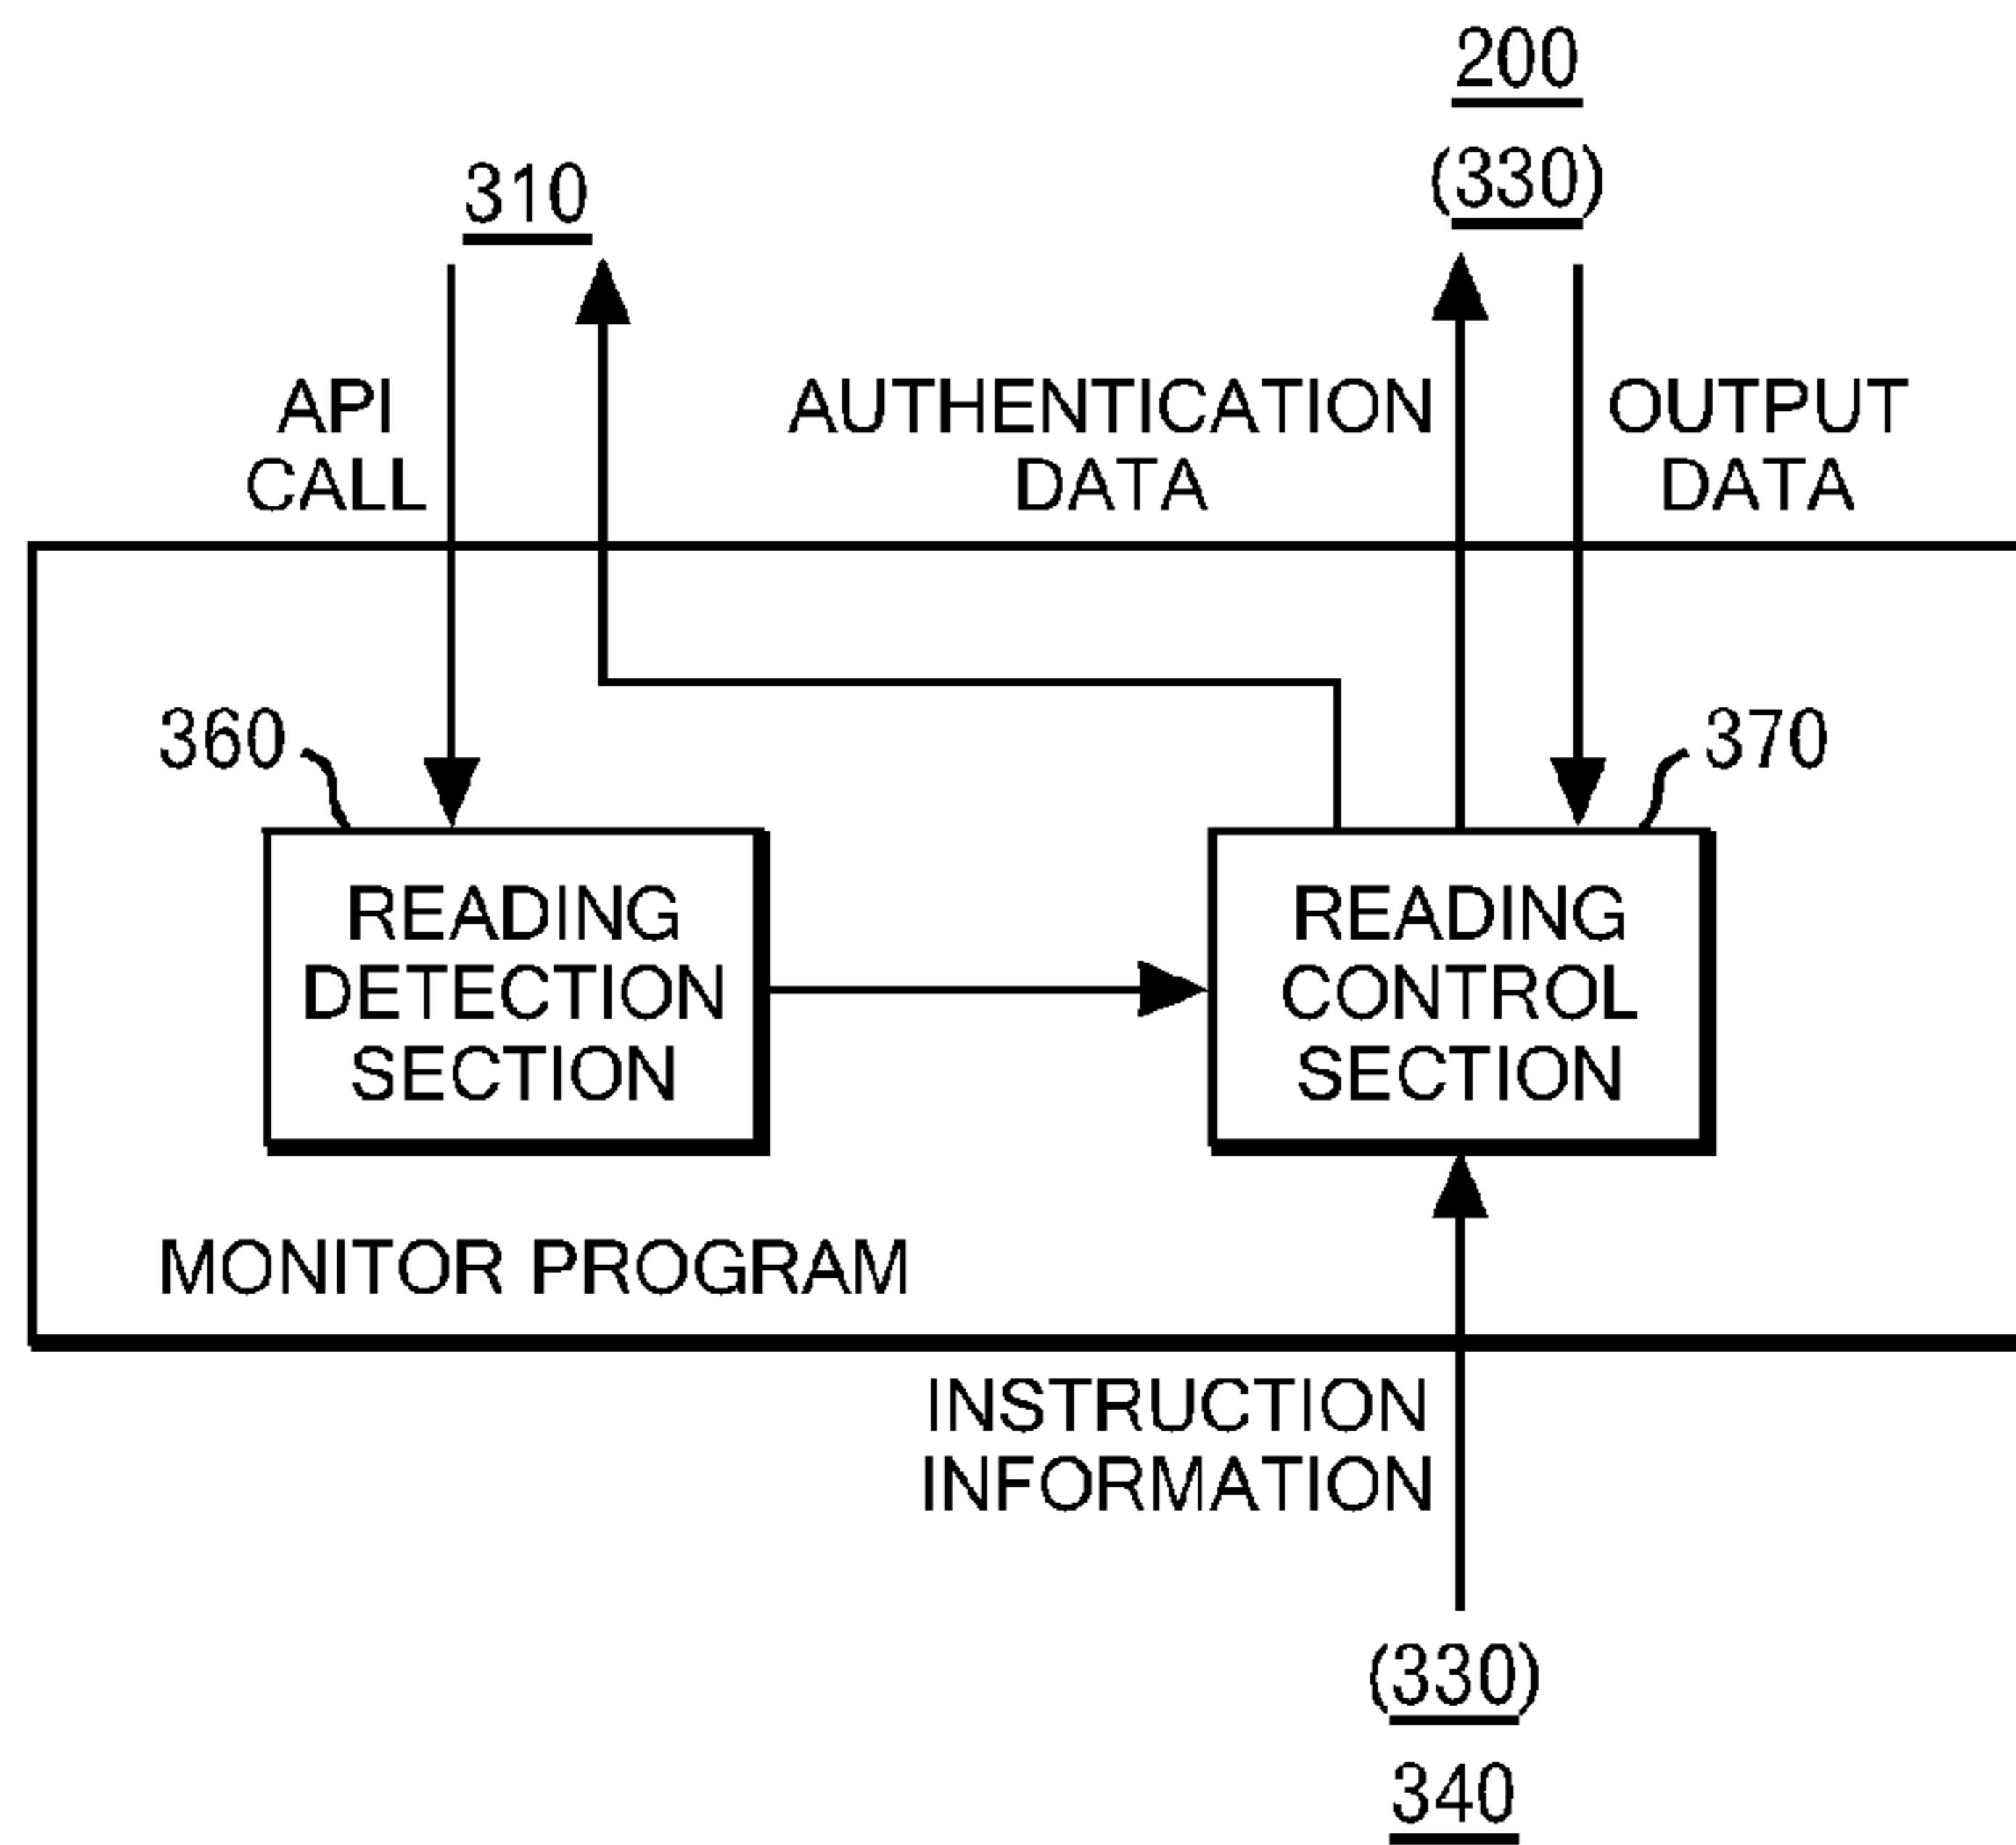 200
(330)
310
API
CALL
AUTHENTICATION
DATA
OUTPUT
DATA
360
370
READING
DETECTION
SECTION
READING
CONTROL
SECTION
MONITOR PROGRAM
INSTRUCTION
INFORMATION
(330)
340